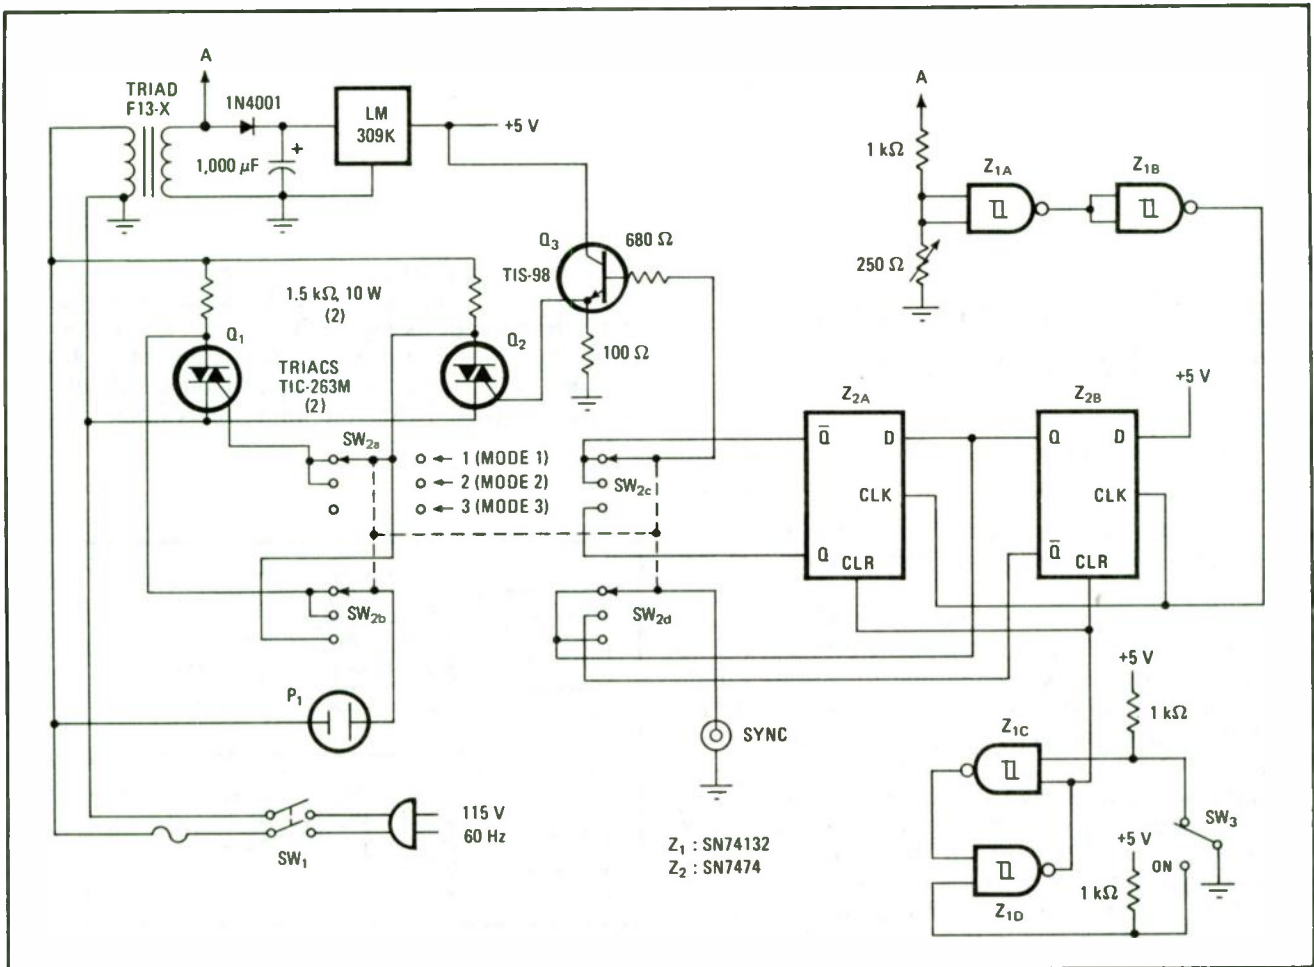 A
TRIAD
F13-X
1N4001
LM
309K
+5 V
1,000 µF
+
A
1 kΩ
Z1A
Z1B
250 Ω
Q3
680 Ω
TIS-98
100 Ω
1.5 kΩ, 10 W
(2)
Q1
Q2
TRIACS
TIC-263M
(2)
SW2a
1 (MODE 1)
2 (MODE 2)
3 (MODE 3)
SW2c
SW2b
SW2d
Z2A
Q̅ D
CLK
Q
CLR
Z2B
+5 V
Q D
CLK
Q̅
CLR
P1
SYNC
+5 V
1 kΩ
Z1C
SW3
+5 V
ON
1 kΩ
Z1D
115 V
60 Hz
SW1
Z1 : SN74132
Z2 : SN7474